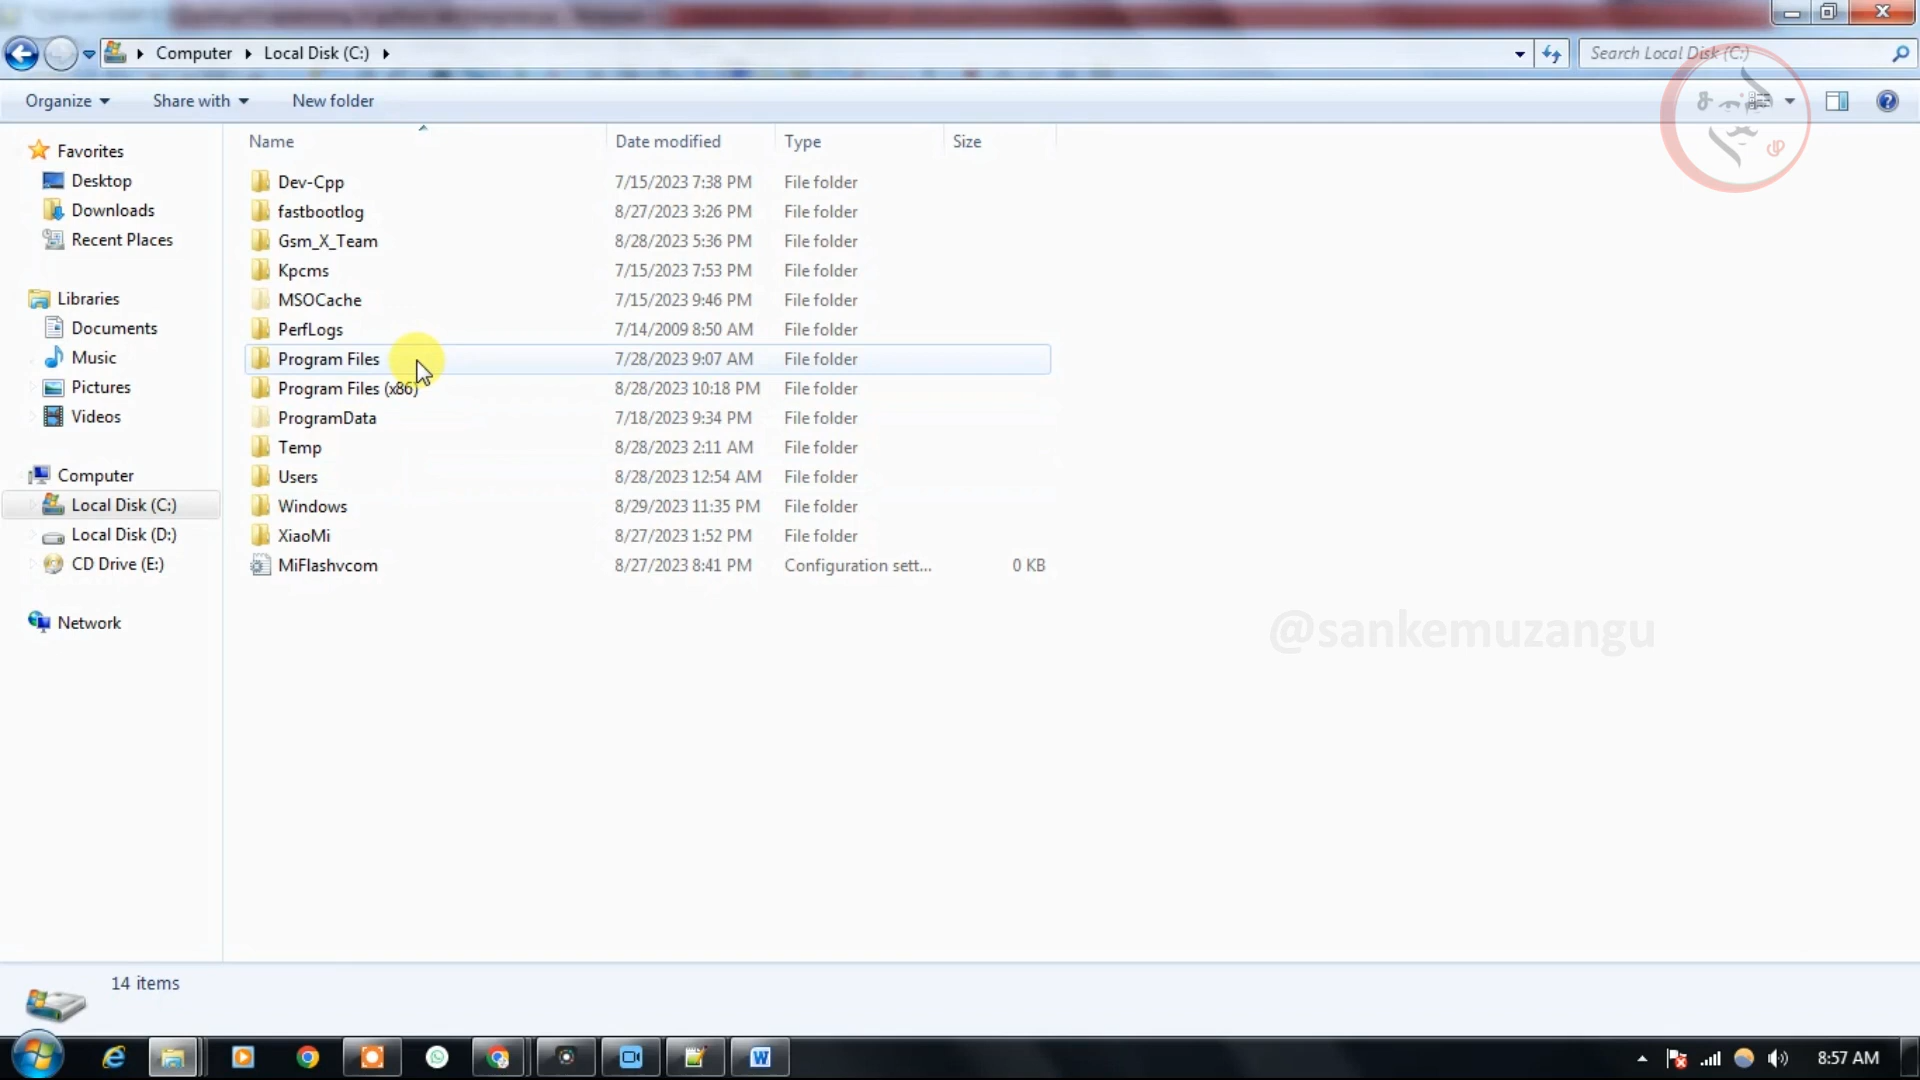 Computer Local Disk (C:)
Search Local Disk (C:)
Organize Share with New folder
Name Date modified Type Size
Favorites
Desktop
Downloads
Recent Places
Libraries
Documents
Music
Pictures
Videos
Computer
Local Disk (C:)
Local Disk (D:)
CD Drive (E:)
Network
Dev-Cpp 7/15/2023 7:38 PM File folder
fastbootlog 8/27/2023 3:26 PM File folder
Gsm_X_Team 8/28/2023 5:36 PM File folder
Kpcms 7/15/2023 7:53 PM File folder
MSOCache 7/15/2023 9:46 PM File folder
PerfLogs 7/14/2009 8:50 AM File folder
Program Files 7/28/2023 9:07 AM File folder
Program Files (x86) 8/28/2023 10:18 PM File folder
ProgramData 7/18/2023 9:34 PM File folder
Temp 8/28/2023 2:11 AM File folder
Users 8/28/2023 12:54 AM File folder
Windows 8/29/2023 11:35 PM File folder
XiaoMi 8/27/2023 1:52 PM File folder
MiFlashvcom 8/27/2023 8:41 PM Configuration sett... 0 KB
@sankemuzangu
14 items
8:57 AM